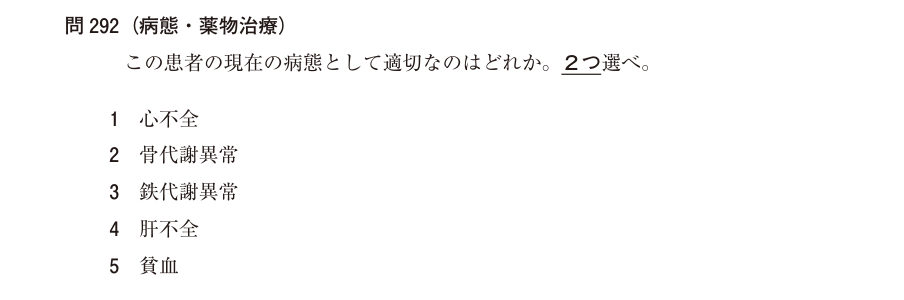 問 292(病態・薬物治療)
この患者の現在の病態として適切なのはどれか。2つ選べ。
1 心不全
2 骨代謝異常
3 鉄代謝異常
4 肝不全
5 貧血